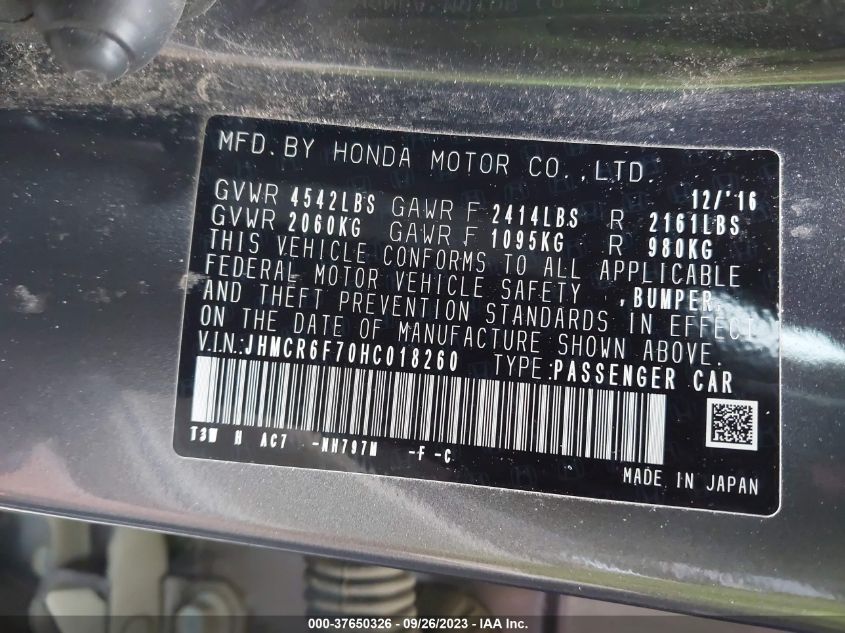 MFD. BY HONDA MOTOR CO.,LTD.
12/'16
GVWR 4542LBS GAWR F 2414LBS R 2161LBS
GVWR 2060KG GAWR F 1095KG R 980KG
THIS VEHICLE CONFORMS TO ALL APPLICABLE
FEDERAL MOTOR VEHICLE SAFETY ,BUMPER,
AND THEFT PREVENTION STANDARDS IN EFFECT
ON THE DATE OF MANUFACTURE SHOWN ABOVE.
V.I.N:JHMCR6F70HC018260 TYPE:PASSENGER CAR
T3W H AC7 -NH797M -F -C
MADE IN JAPAN
000-37650326 - 09/26/2023 - IAA Inc.